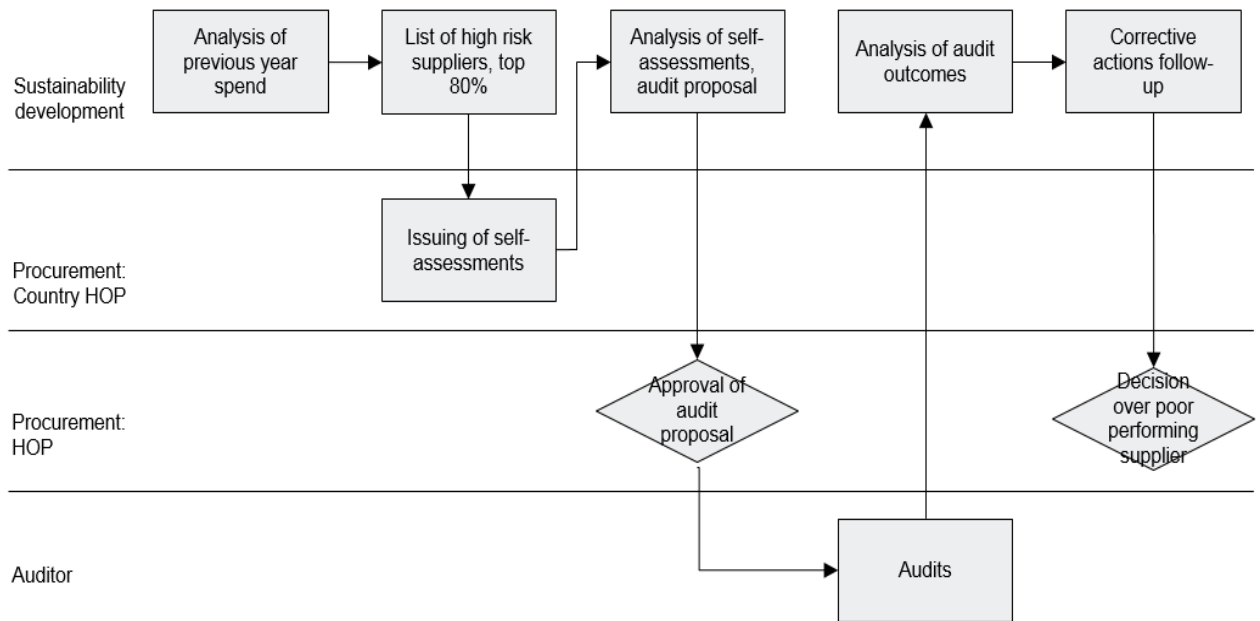 Sustainability
development
Analysis of
previous year
spend
List of high risk
suppliers, top
80%
Analysis of self-
assessments,
audit proposal
Analysis of audit
outcomes
Corrective
actions follow-
up
Procurement:
Country HOP
Issuing of self-
assessments
Procurement:
HOP
Approval of
audit
proposal
Decision
over poor
performing
supplier
Auditor
Audits